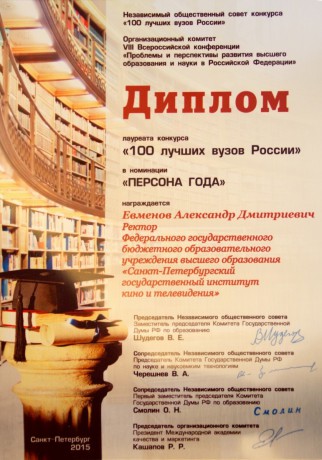 Независимый общественный совет конкурса
«100 лучших вузов России»
Организационный комитет
VIII Всероссийской конференции
«Проблемы и перспективы развития высшего
образования и науки в Российской Федерации»
Диплом
лауреата конкурса
«100 лучших вузов России»
в номинации
«ПЕРСОНА ГОДА»
награждается
Евменов Александр Дмитриевич
Ректор
Федерального государственного
бюджетного образовательного
учреждения высшего образования
«Санкт-Петербургский
государственный институт
кино и телевидения»
Председатель Независимого общественного совета
Заместитель председателя Комитета Государственной
Думы РФ по образованию
Шудегов В. Е.
Сопредседатель Независимого общественного совета
Председатель Комитета Государственной Думы РФ
по науке и наукоемким технологиям
Черешнев В. А.
Сопредседатель Независимого общественного совета
Первый заместитель председателя Комитета
Государственной Думы РФ по образованию
Смолин О. Н.
Смолин
Председатель организационного комитета
Президент Международной академии
качества и маркетинга
Кашапов Р. Р.
Санкт-Петербург
2015